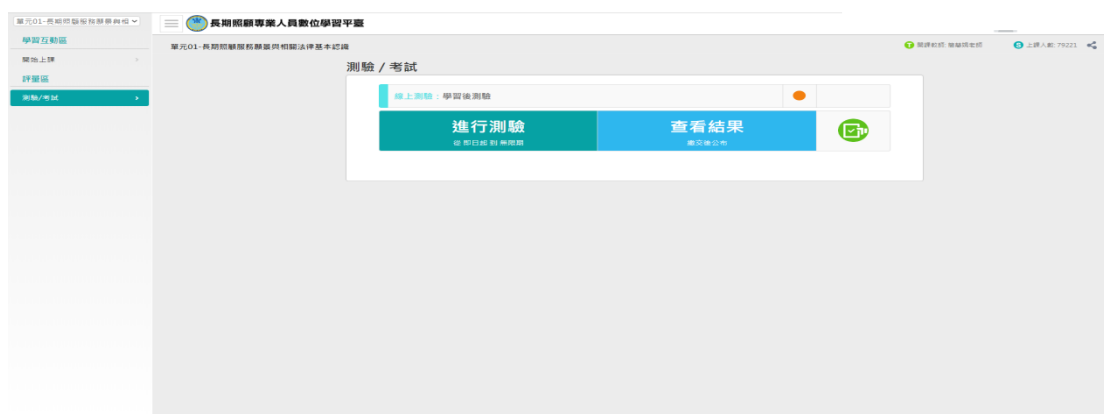 單元01-長期照顧服務願景與相
長期照顧專業人員數位學習平臺
學習互動區
開始上課
評量區
測驗/考試
單元01-長期照顧服務願景與相關法律基本認識
上課人數: 79221
測驗 / 考試
線上測驗：學習後測驗
進行測驗
從 即日起 到 無限期
查看結果
繳交後公布